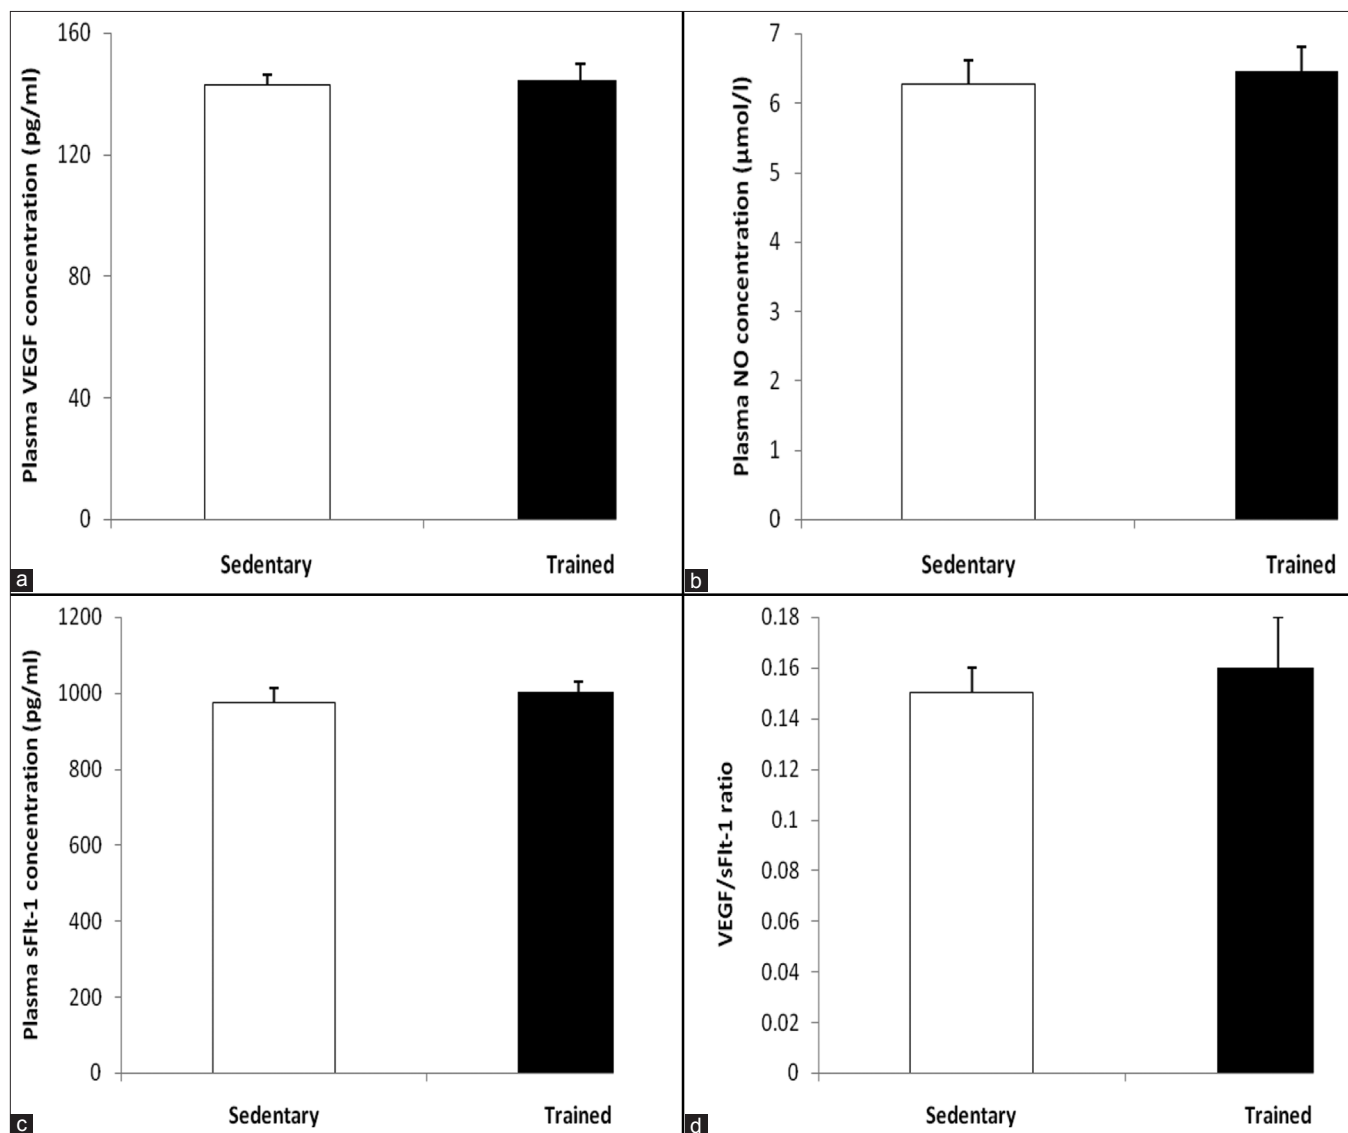 Plasma VEGF concentration (pg/ml)
160
120
80
40
0
Sedentary Trained
a
Plasma NO concentration (µmol/l)
7
6
5
4
3
2
1
0
Sedentary Trained
b
Plasma sFlt-1 concentration (pg/ml)
1200
1000
800
600
400
200
0
Sedentary Trained
c
VEGF/sFlt-1 ratio
0.18
0.16
0.14
0.12
0.1
0.08
0.06
0.04
0.02
0
Sedentary Trained
d